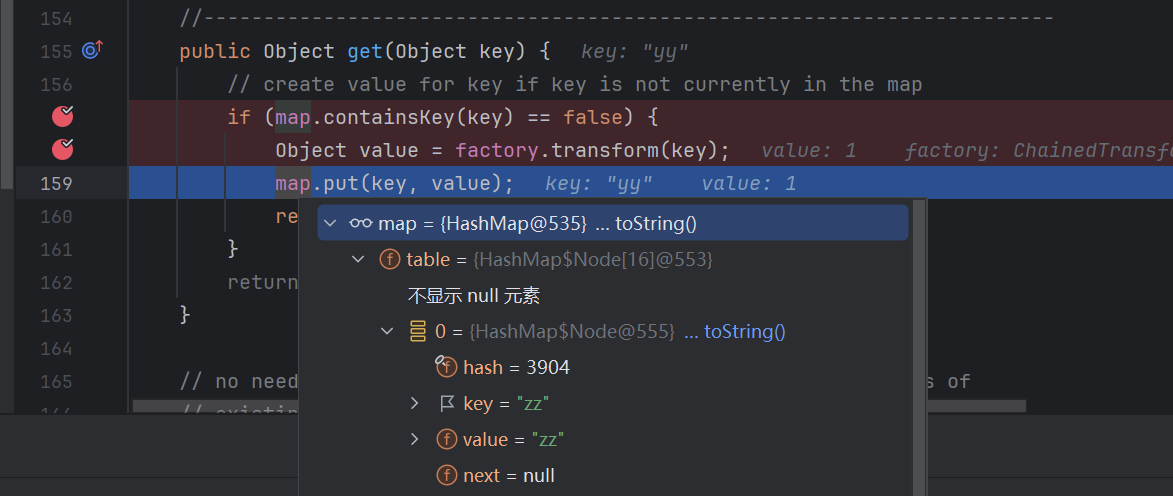 154 //----------------------------------------------------------------------
155 public Object get(Object key) { key: "yy"
156 // create value for key if key is not currently in the map
if (map.containsKey(key) == false) {
Object value = factory.transform(key); value: 1 factory: ChainedTransfo
159 map.put(key, value); key: "yy" value: 1
map = {HashMap@535} ... toString()
160 re
table = {HashMap$Node[16]@553}
161 }
162 return
不显示 null 元素
163 }
0 = {HashMap$Node@555} ... toString()
164
hash = 3904
165 // no need s of
key = "zz"
value = "zz"
next = null